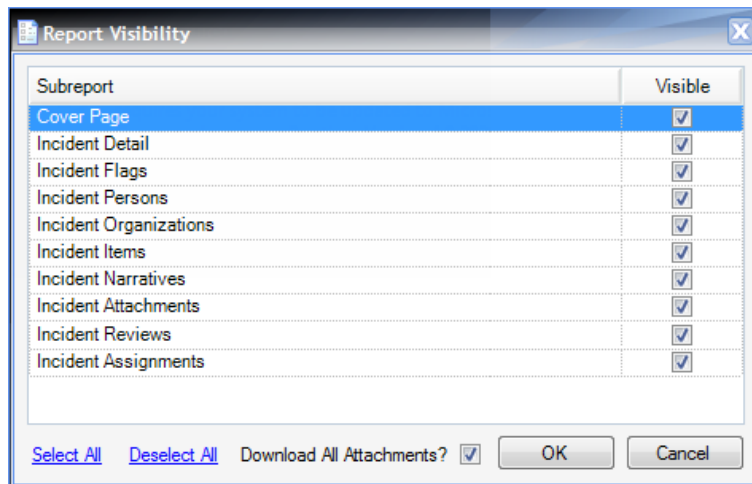 Report Visibility
Subreport Visible
Cover Page
Incident Detail
Incident Flags
Incident Persons
Incident Organizations
Incident Items
Incident Narratives
Incident Attachments
Incident Reviews
Incident Assignments
Select All Deselect All Download All Attachments? OK Cancel